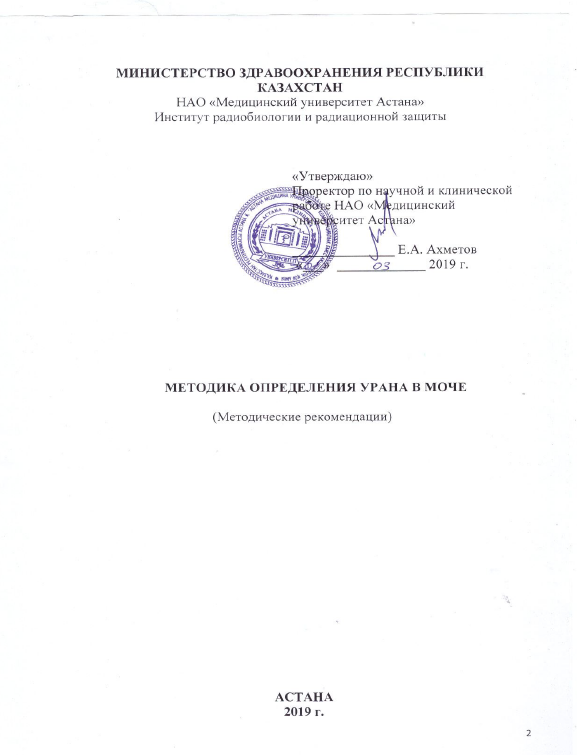 МИНИСТЕРСТВО ЗДРАВООХРАНЕНИЯ РЕСПУБЛИКИ
КАЗАХСТАН
НАО «Медицинский университет Астана»
Институт радиобиологии и радиационной защиты
«Утверждаю»
Проректор по научной и клинической
работе НАО «Медицинский
университет Астана»
Е.А. Ахметов
03 2019 г.
МЕТОДИКА ОПРЕДЕЛЕНИЯ УРАНА В МОЧЕ
(Методические рекомендации)
АСТАНА
2019 г.
2